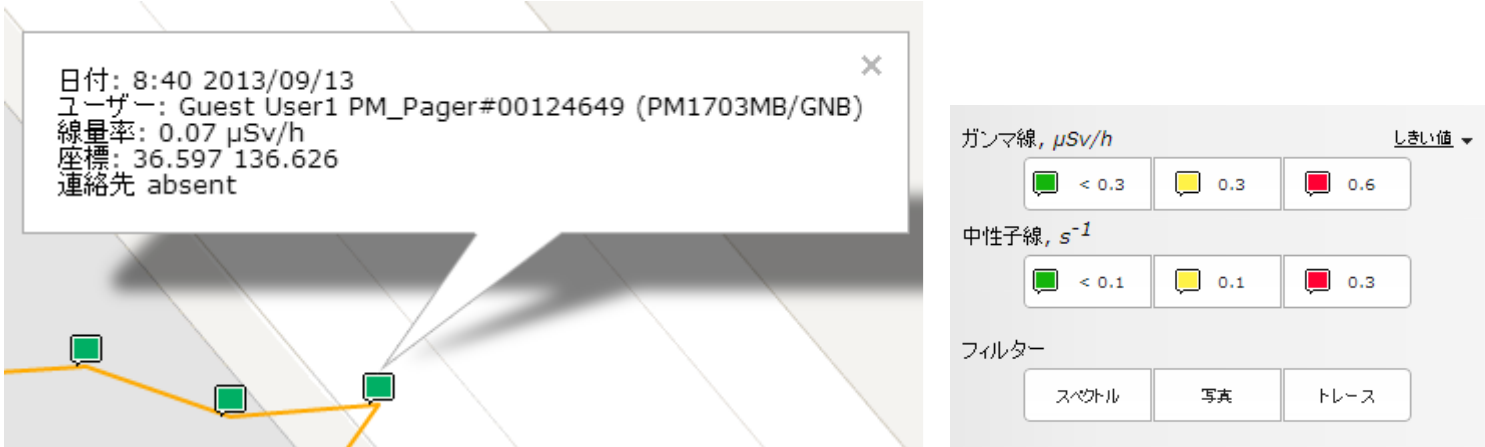 日付: 8:40 2013/09/13
ユーザー: Guest User1 PM_Pager#00124649 (PM1703MB/GNB)
線量率: 0.07 μSv/h
座標: 36.597 136.626
連絡先 absent
ガンマ線, μSv/h しきい値
< 0.3 0.3 0.6
中性子線, s⁻¹
< 0.1 0.1 0.3
フィルター
スペクトル 写真 トレース